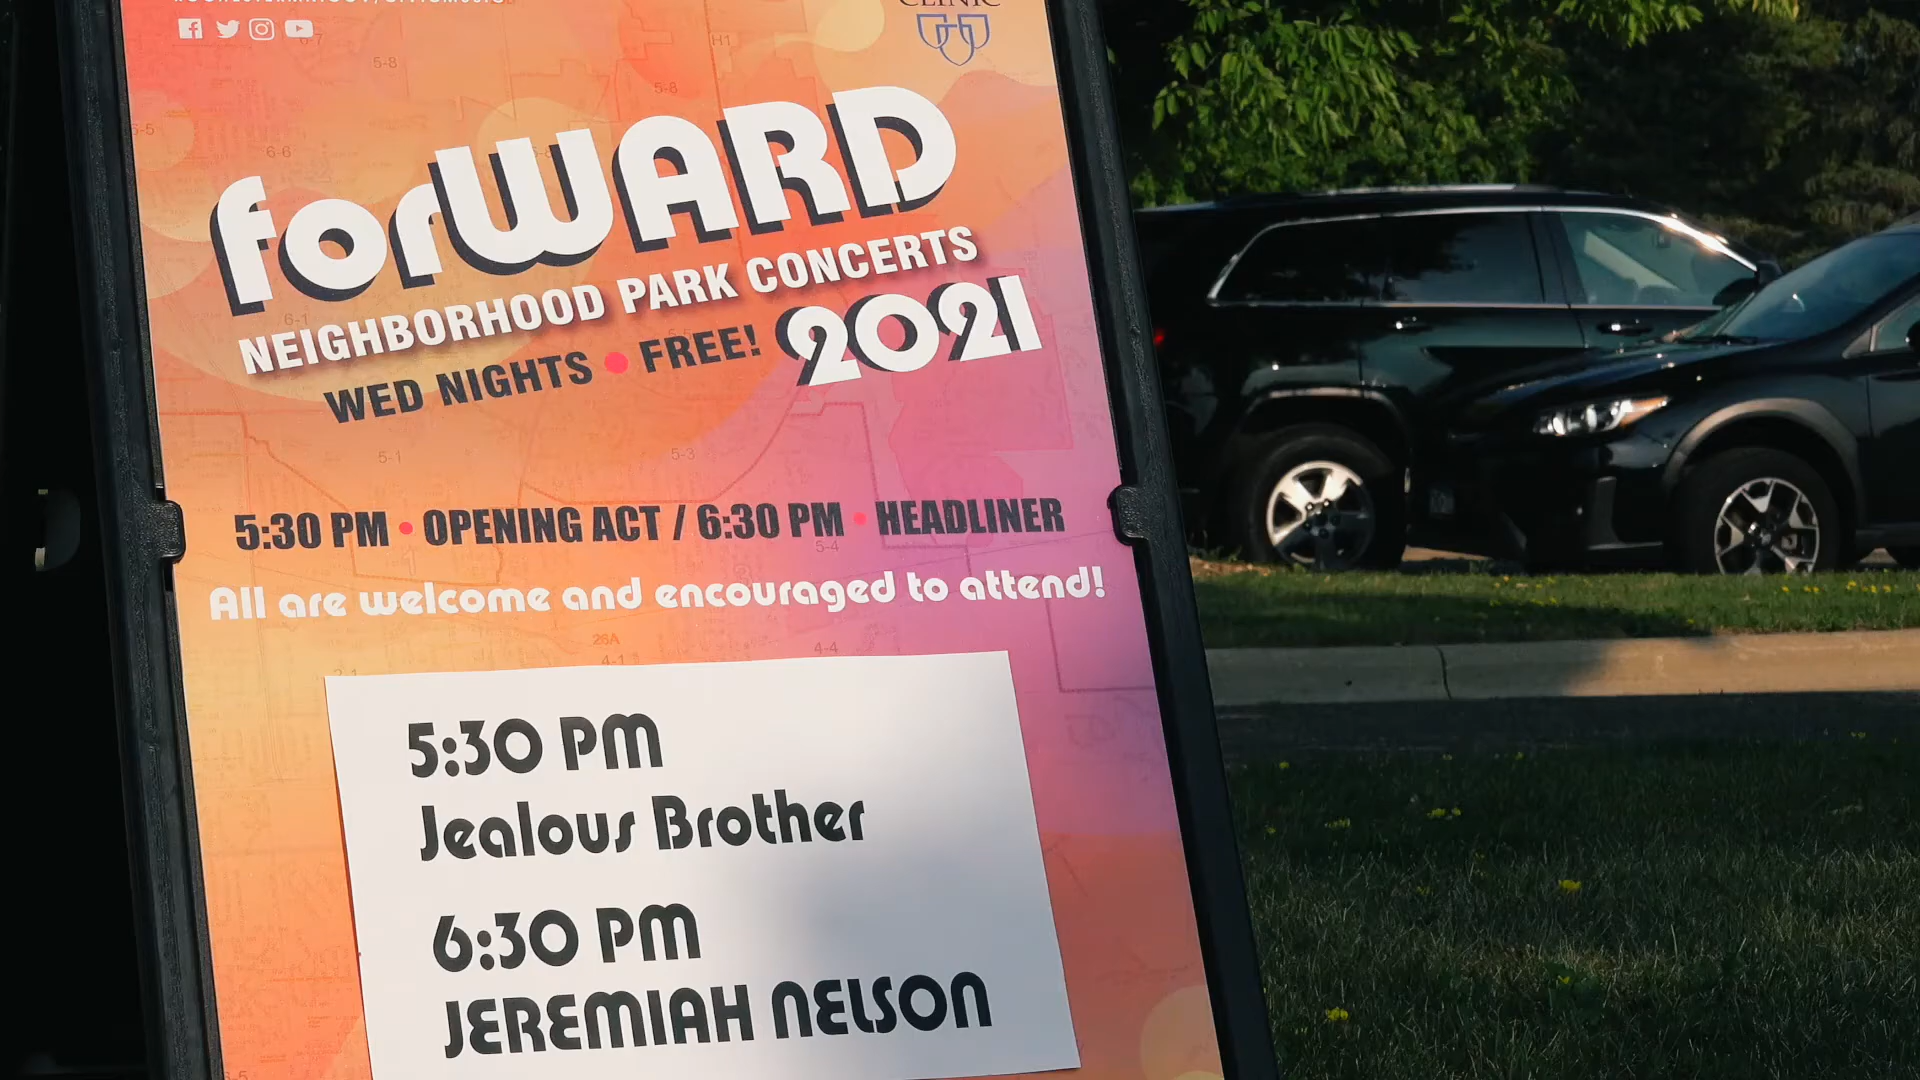 CLINIC
forWARD
NEIGHBORHOOD PARK CONCERTS
WED NIGHTS • FREE! 2021
5:30 PM • OPENING ACT / 6:30 PM • HEADLINER
All are welcome and encouraged to attend!
5:30 PM
Jealous Brother
6:30 PM
JEREMIAH NELSON